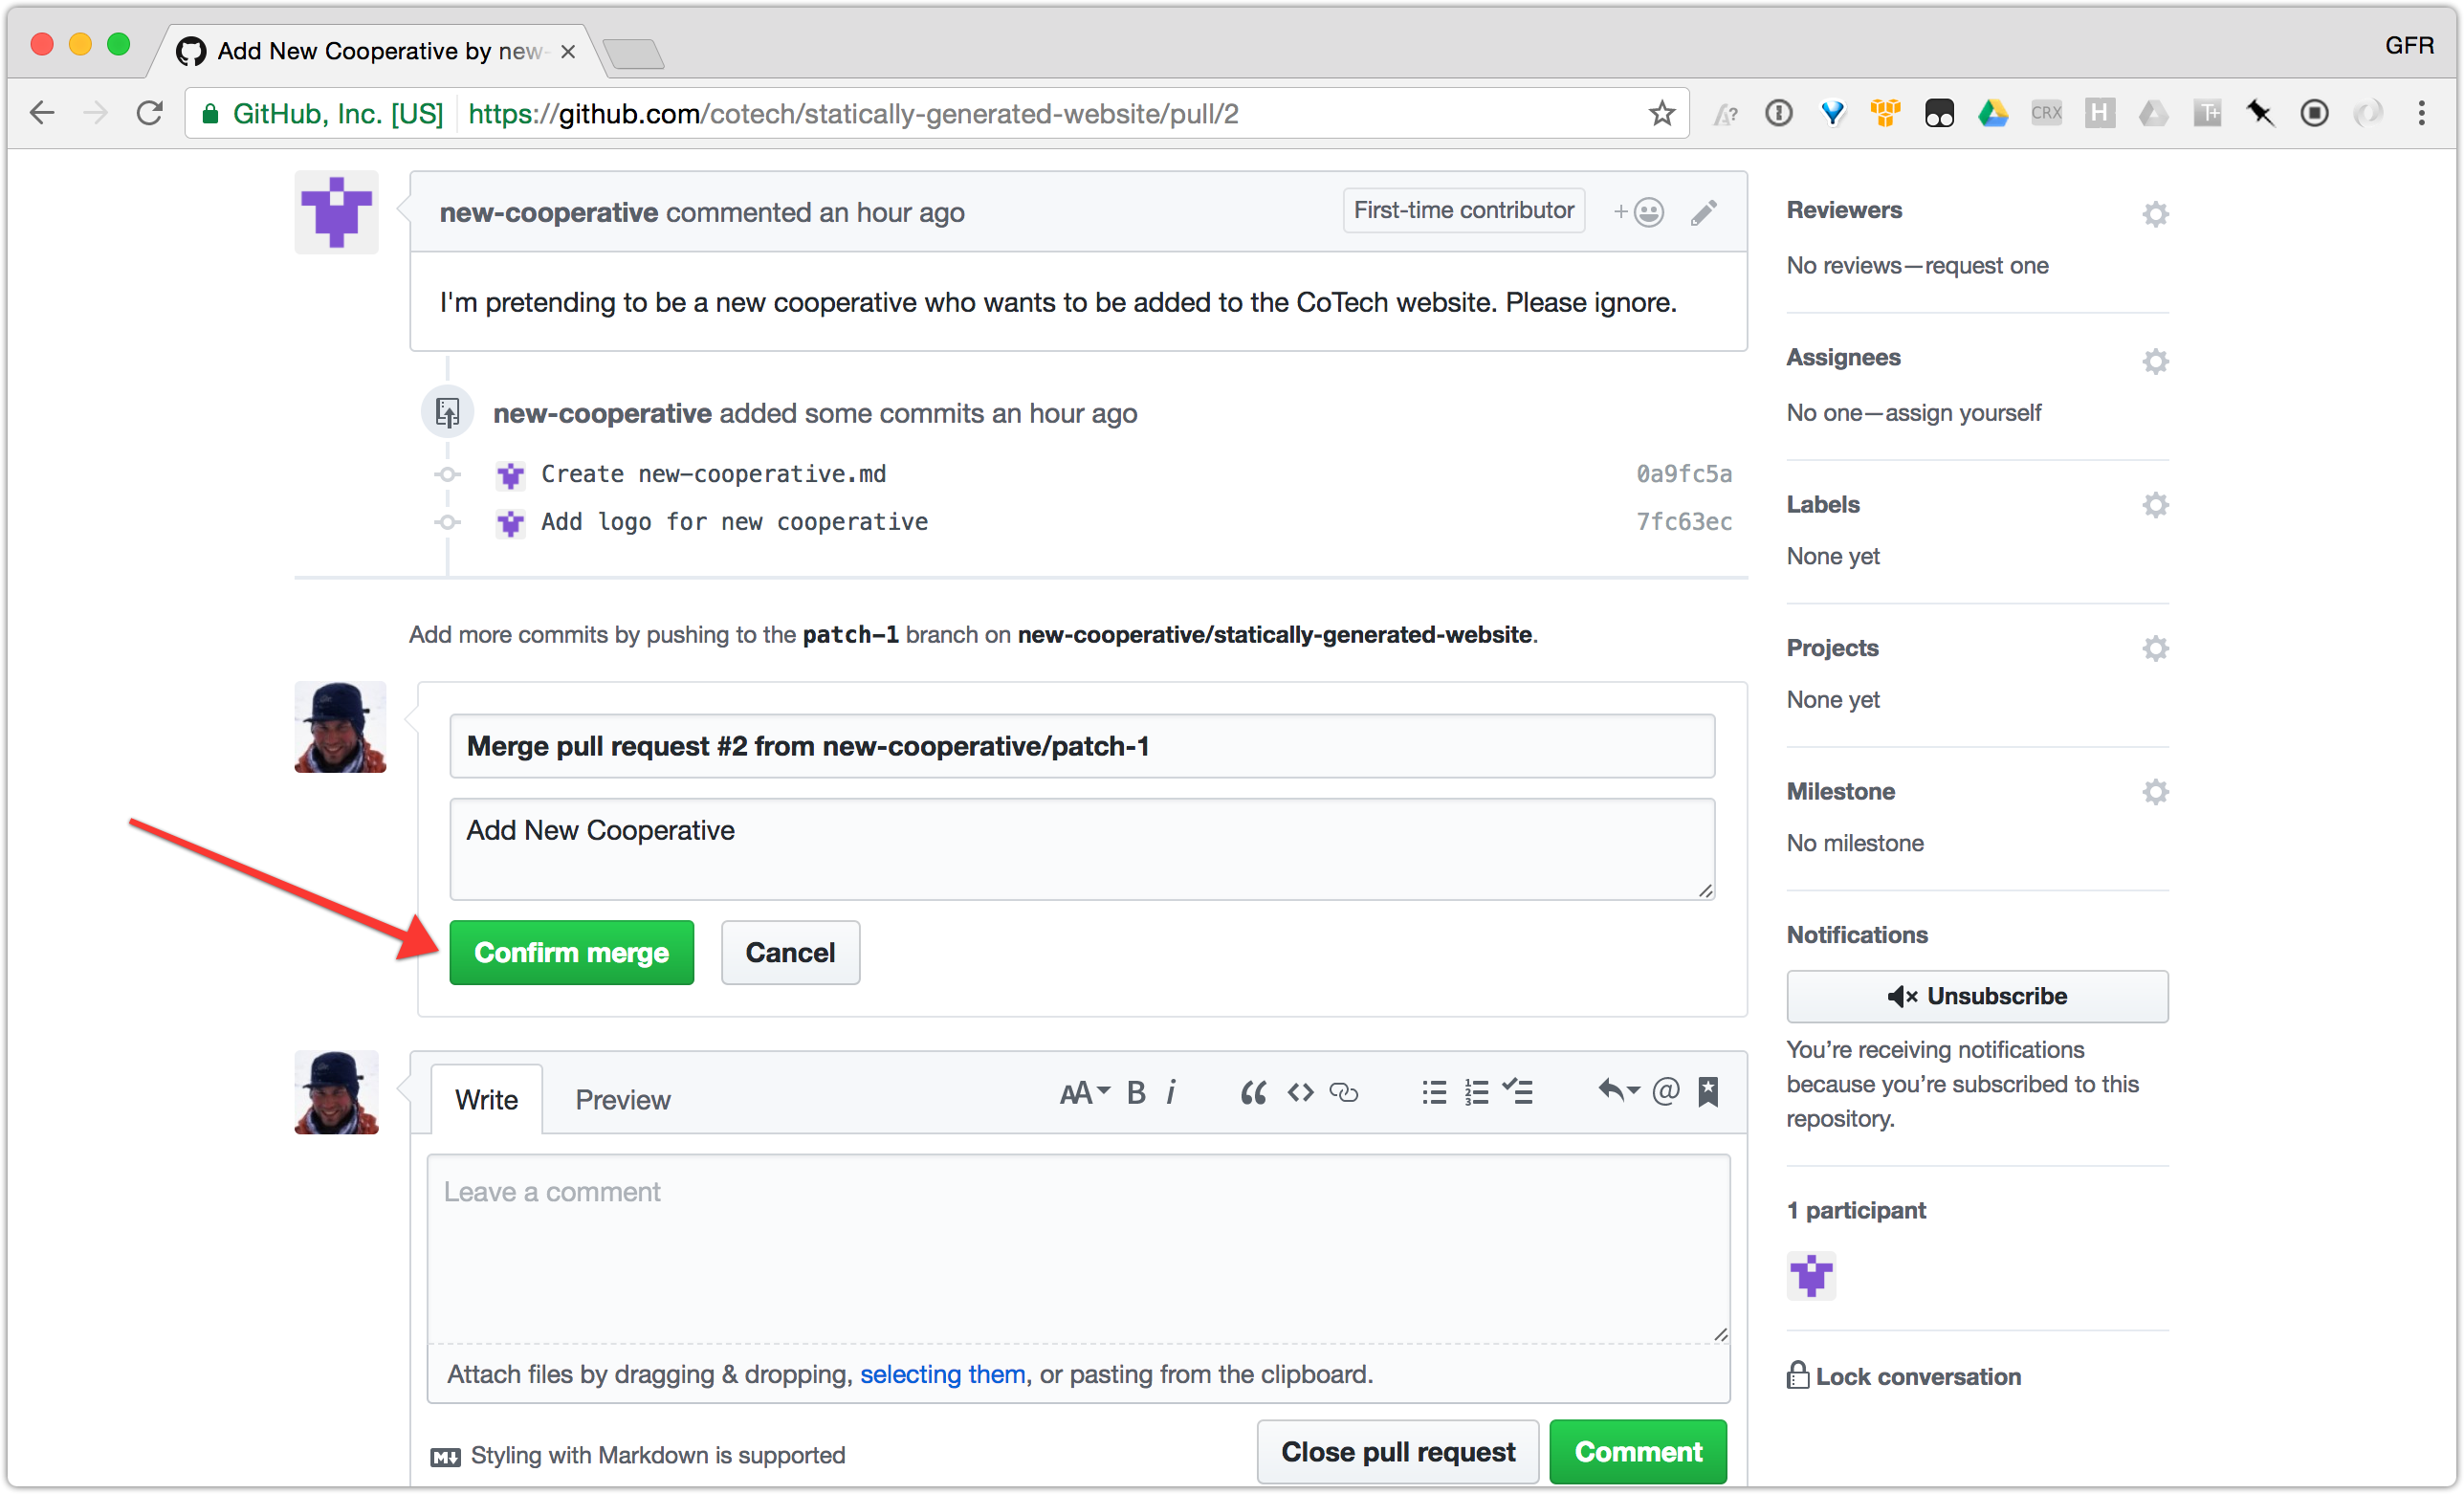 Add New Cooperative by new-
GFR
GitHub, Inc. [US] https://github.com/cotech/statically-generated-website/pull/2
CRX
H
T+
new-cooperative commented an hour ago
First-time contributor
I'm pretending to be a new cooperative who wants to be added to the CoTech website. Please ignore.
new-cooperative added some commits an hour ago
Create new-cooperative.md 0a9fc5a
Add logo for new cooperative 7fc63ec
Add more commits by pushing to the patch-1 branch on new-cooperative/statically-generated-website.
Merge pull request #2 from new-cooperative/patch-1
Add New Cooperative
Confirm merge Cancel
Write Preview
AA B i
Leave a comment
Attach files by dragging & dropping, selecting them, or pasting from the clipboard.
Styling with Markdown is supported
Close pull request Comment
Reviewers
No reviews—request one
Assignees
No one—assign yourself
Labels
None yet
Projects
None yet
Milestone
No milestone
Notifications
Unsubscribe
You’re receiving notifications
because you’re subscribed to this
repository.
1 participant
Lock conversation